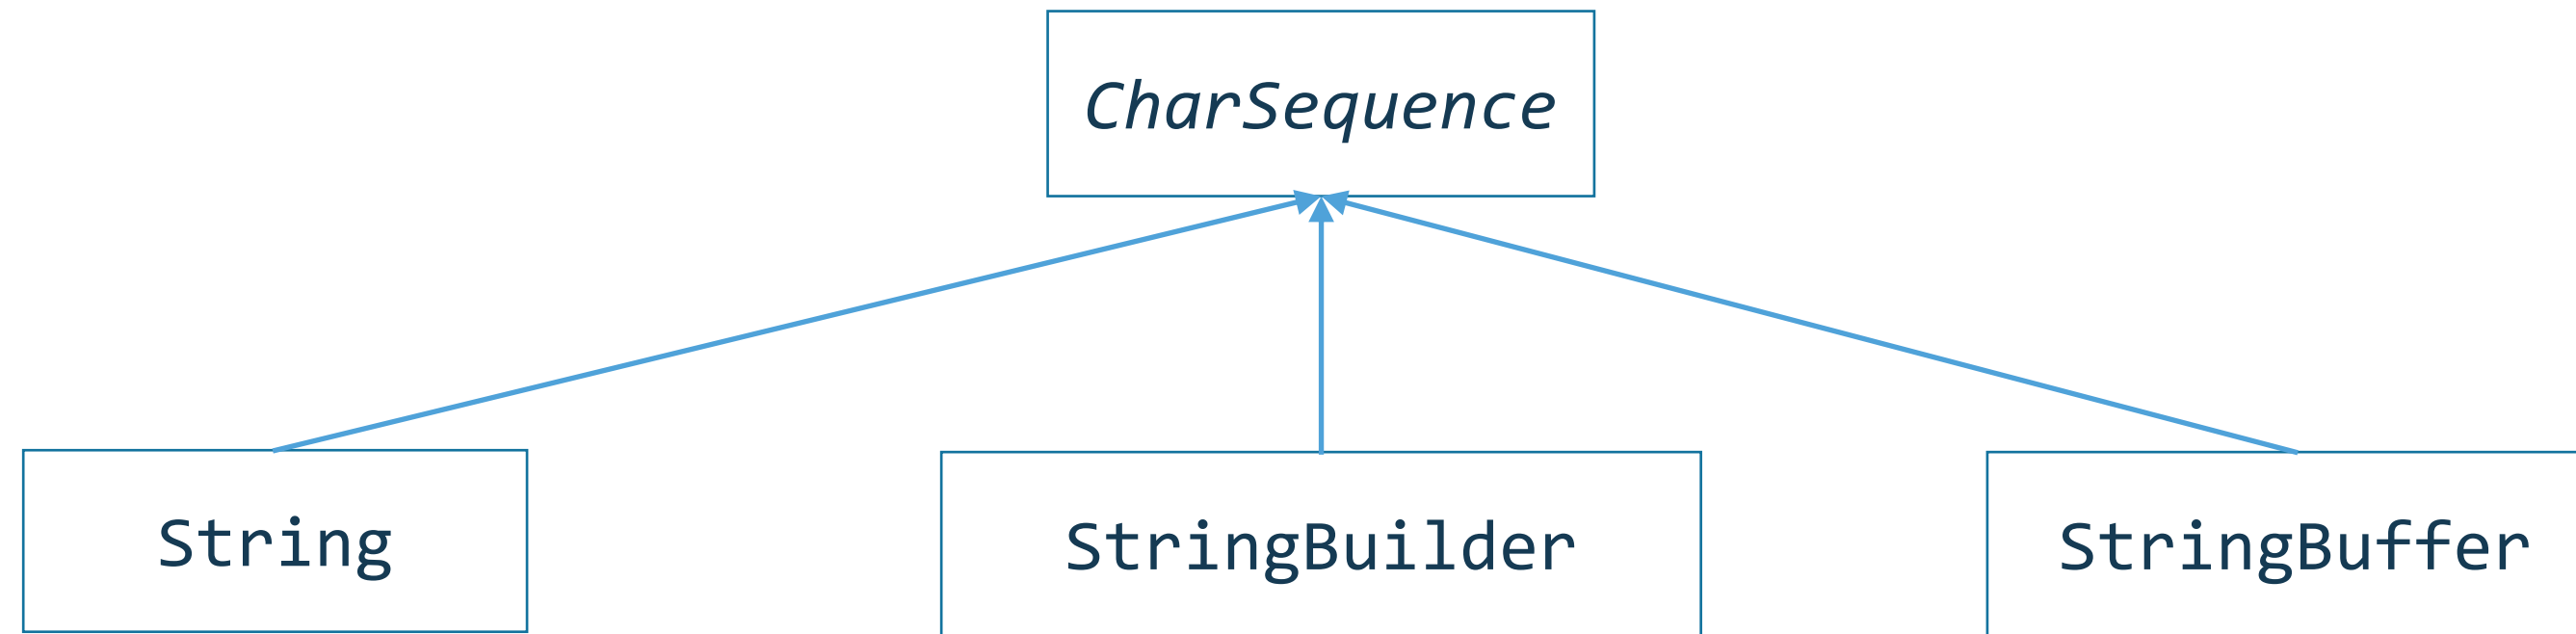 CharSequence
String
StringBuilder
StringBuffer